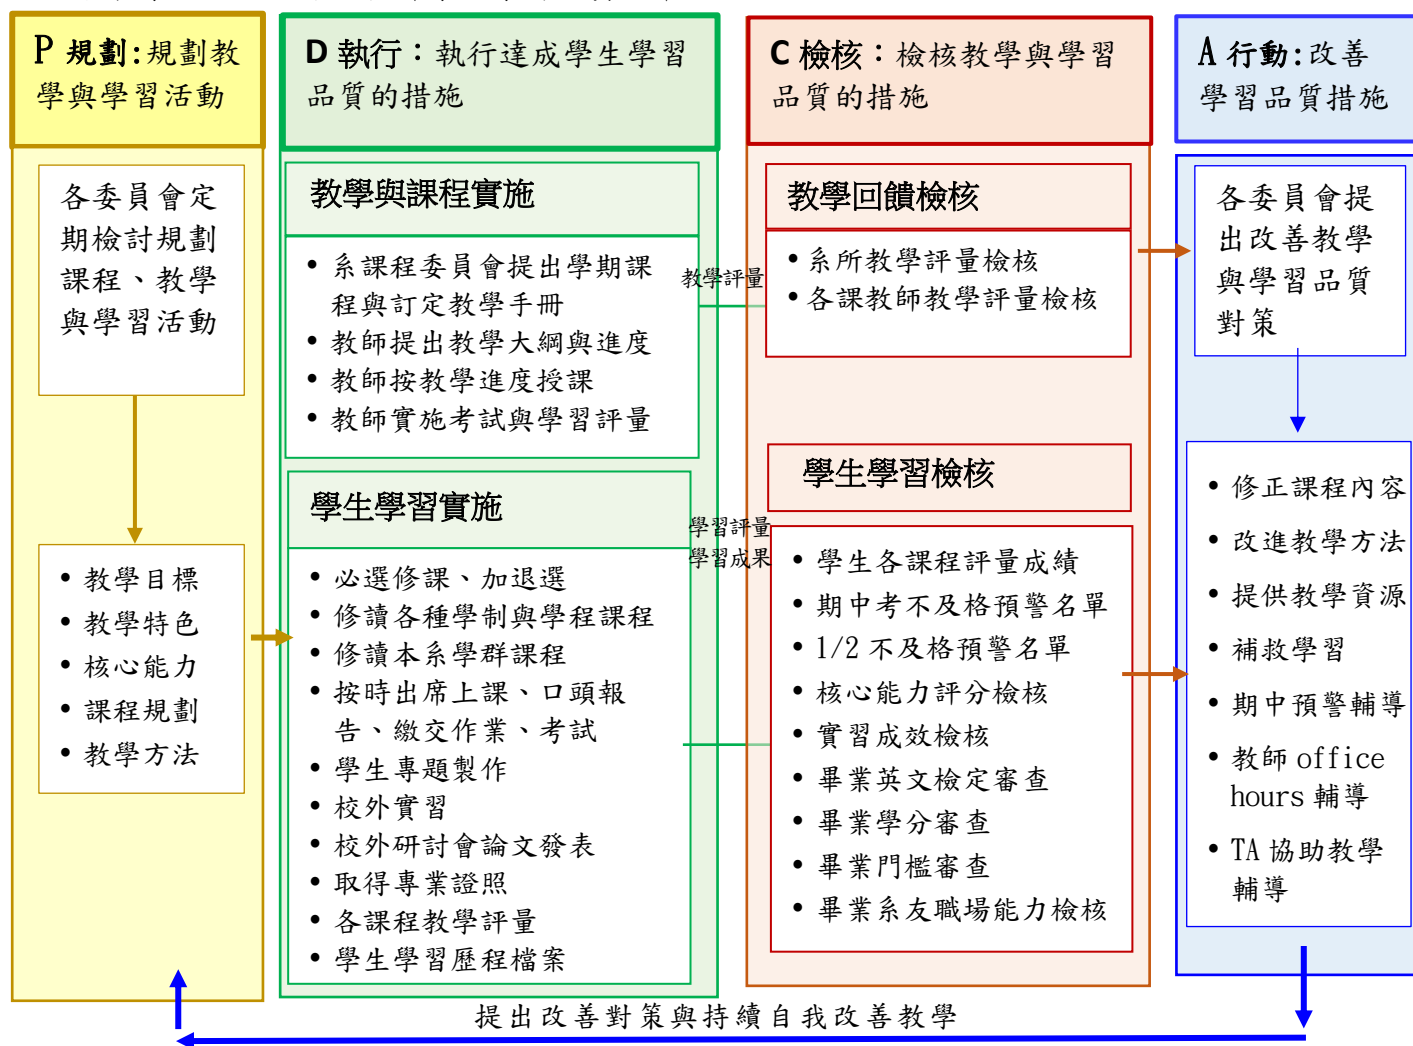 P 規劃:規劃教
學與學習活動
各委員會定
期檢討規劃
課程、教學
與學習活動
• 教學目標
• 教學特色
• 核心能力
• 課程規劃
• 教學方法
D 執行：執行達成學生學習
品質的措施
教學與課程實施
• 系課程委員會提出學期課
程與訂定教學手冊
• 教師提出教學大綱與進度
• 教師按教學進度授課
• 教師實施考試與學習評量
學生學習實施
• 必選修課、加退選
• 修讀各種學制與學程課程
• 修讀本系學群課程
• 按時出席上課、口頭報
告、繳交作業、考試
• 學生專題製作
• 校外實習
• 校外研討會論文發表
• 取得專業證照
• 各課程教學評量
• 學生學習歷程檔案
教學評量
學習評量
學習成果
C 檢核：檢核教學與學習
品質的措施
教學回饋檢核
• 系所教學評量檢核
• 各課教師教學評量檢核
學生學習檢核
• 學生各課程評量成績
• 期中考不及格預警名單
• 1/2 不及格預警名單
• 核心能力評分檢核
• 實習成效檢核
• 畢業英文檢定審查
• 畢業學分審查
• 畢業門檻審查
• 畢業系友職場能力檢核
A 行動:改善
學習品質措施
各委員會提
出改善教學
與學習品質
對策
• 修正課程內容
• 改進教學方法
• 提供教學資源
• 補救學習
• 期中預警輔導
• 教師 office
hours 輔導
• TA 協助教學
輔導
提出改善對策與持續自我改善教學